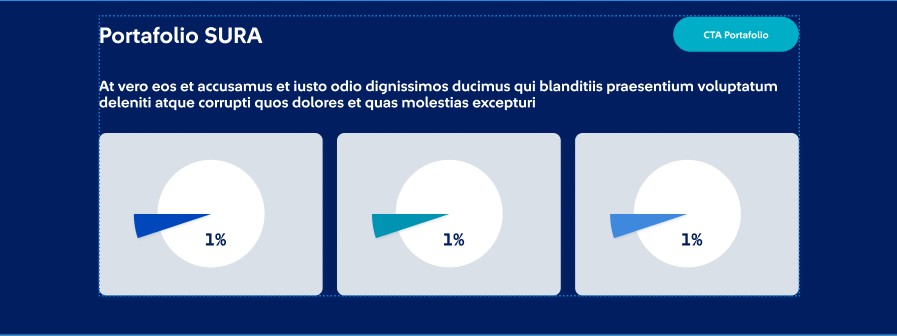 Portafolio SURA
CTA Portafolio
At vero eos et accusamus et iusto odio dignissimos ducimus qui blanditiis praesentium voluptatum
deleniti atque corrupti quos dolores et quas molestias excepturi
1%
1%
1%